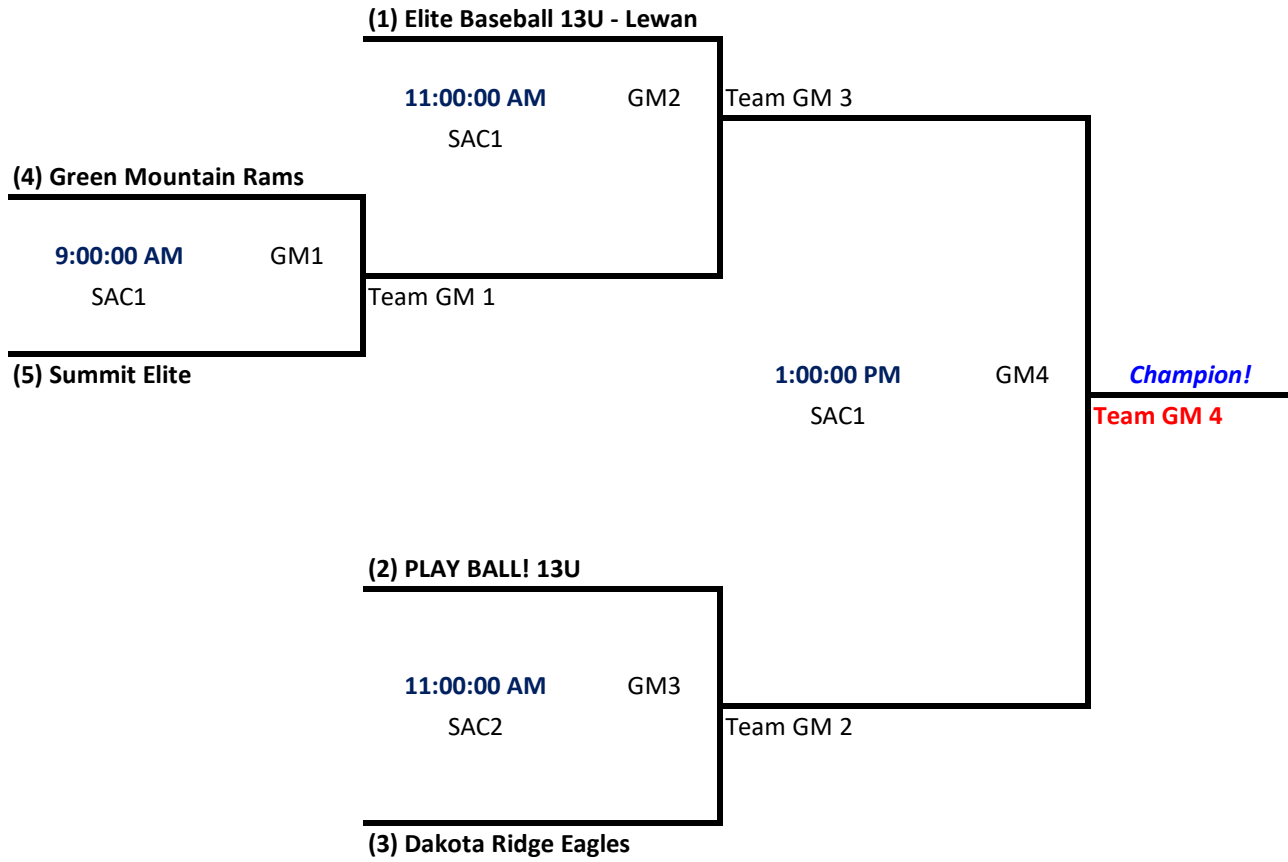 (1) Elite Baseball 13U - Lewan
11:00:00 AM GM2 Team GM 3
SAC1
(4) Green Mountain Rams
9:00:00 AM GM1
SAC1 Team GM 1
(5) Summit Elite 1:00:00 PM GM4 Champion!
SAC1 Team GM 4
(2) PLAY BALL! 13U
11:00:00 AM GM3
SAC2 Team GM 2
(3) Dakota Ridge Eagles